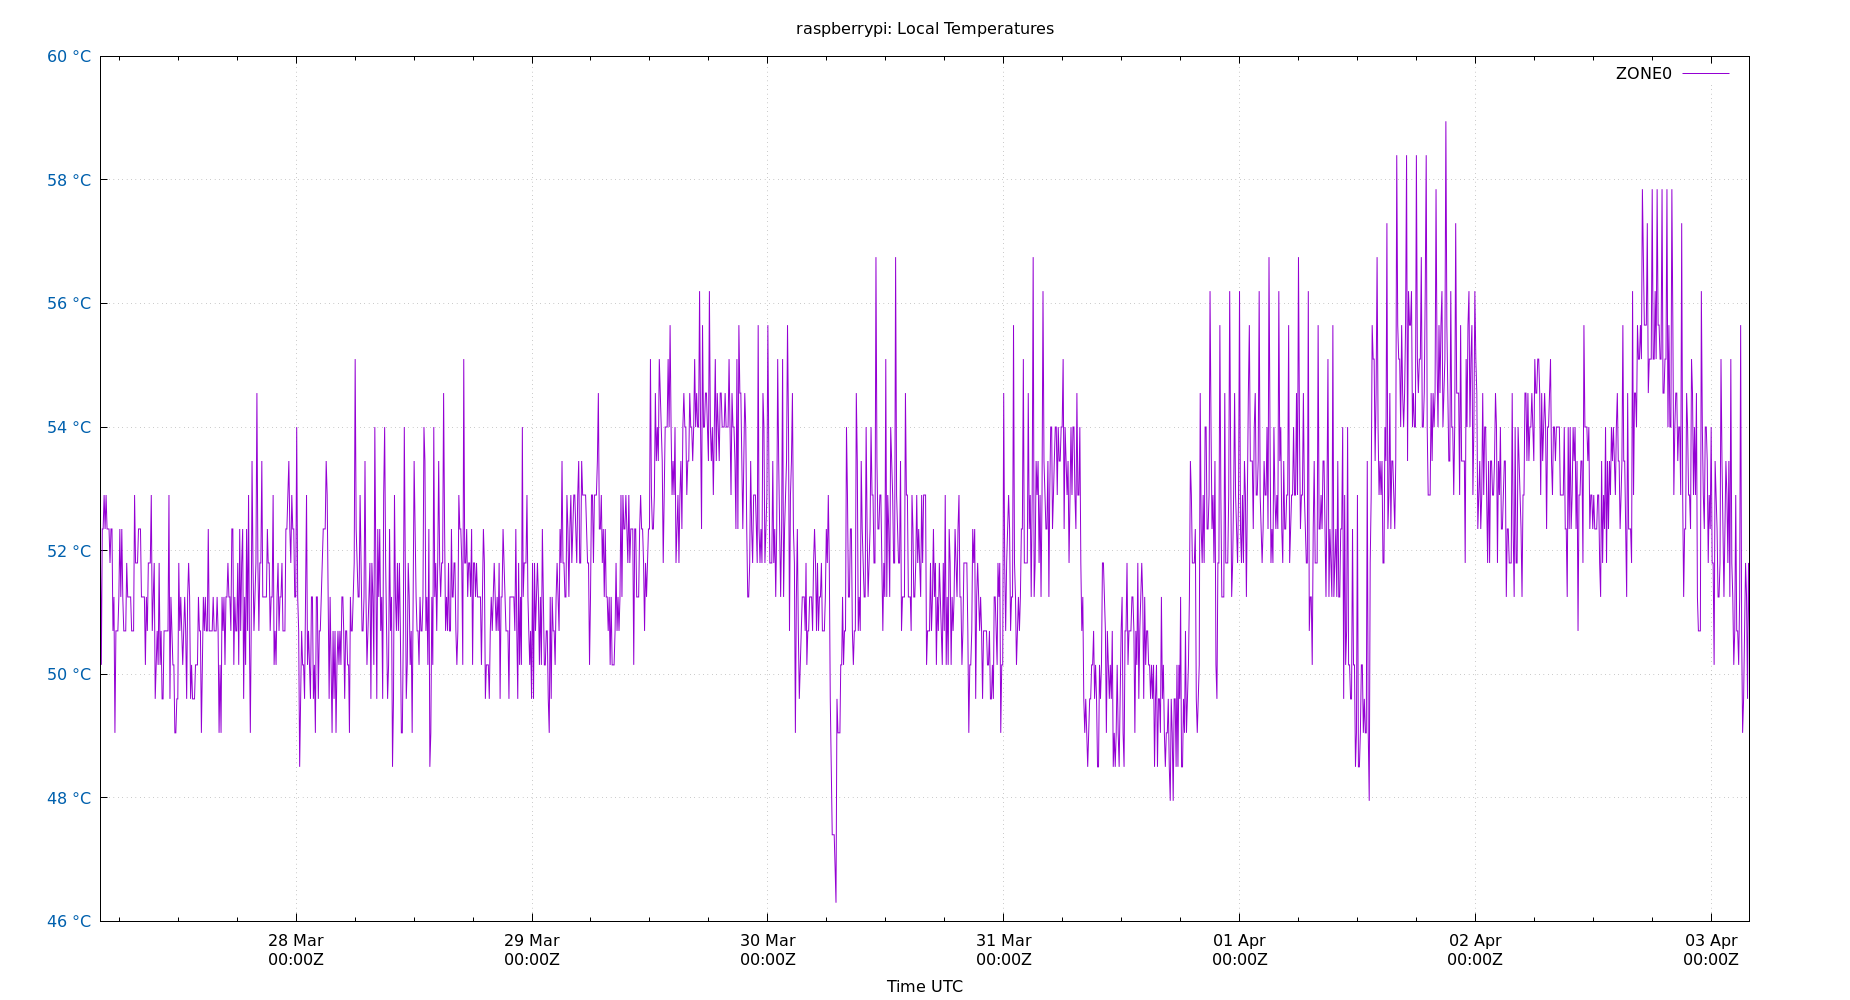 raspberrypi: Local Temperatures
ZONE0
60 °C
58 °C
56 °C
54 °C
52 °C
50 °C
48 °C
46 °C
28 Mar
00:00Z
29 Mar
00:00Z
30 Mar
00:00Z
31 Mar
00:00Z
01 Apr
00:00Z
02 Apr
00:00Z
03 Apr
00:00Z
Time UTC